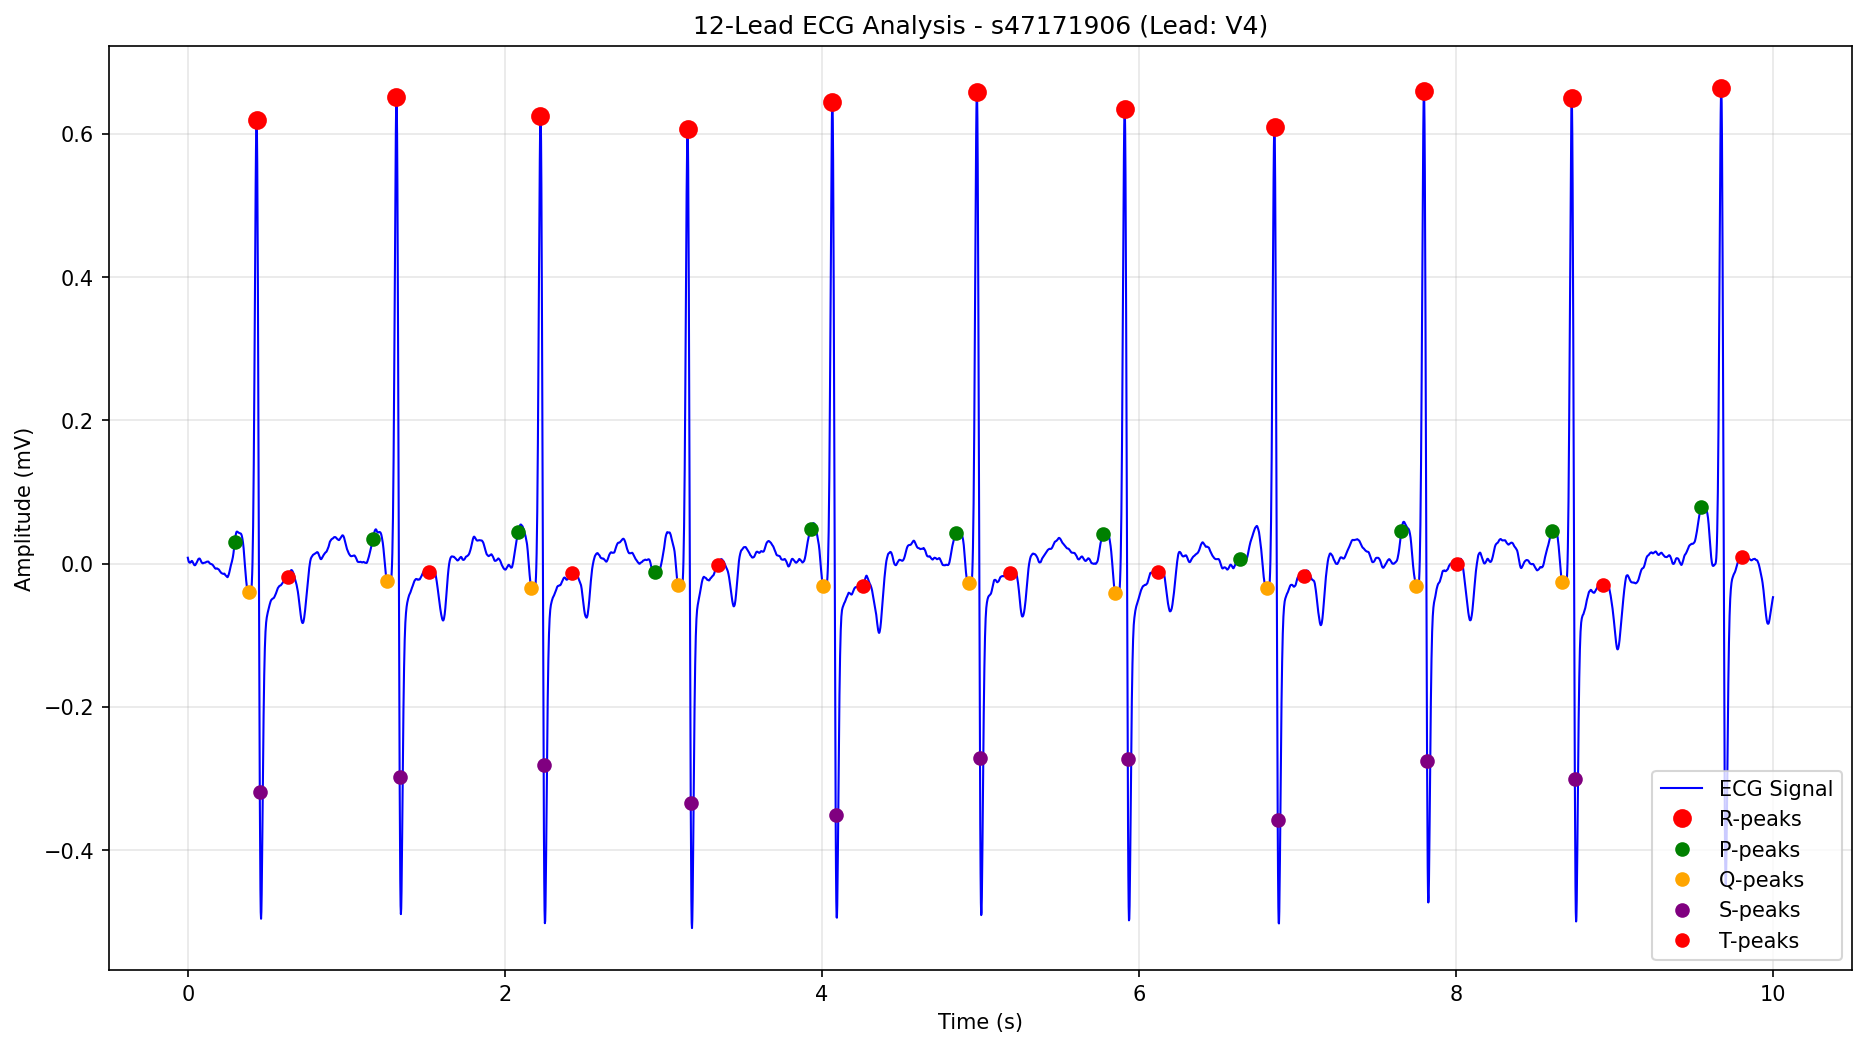 12-Lead ECG Analysis - s47171906 (Lead: V4)
Amplitude (mV)
0.6
0.4
0.2
0.0
−0.2
−0.4
0 2 4 6 8 10
Time (s)
ECG Signal
R-peaks
P-peaks
Q-peaks
S-peaks
T-peaks